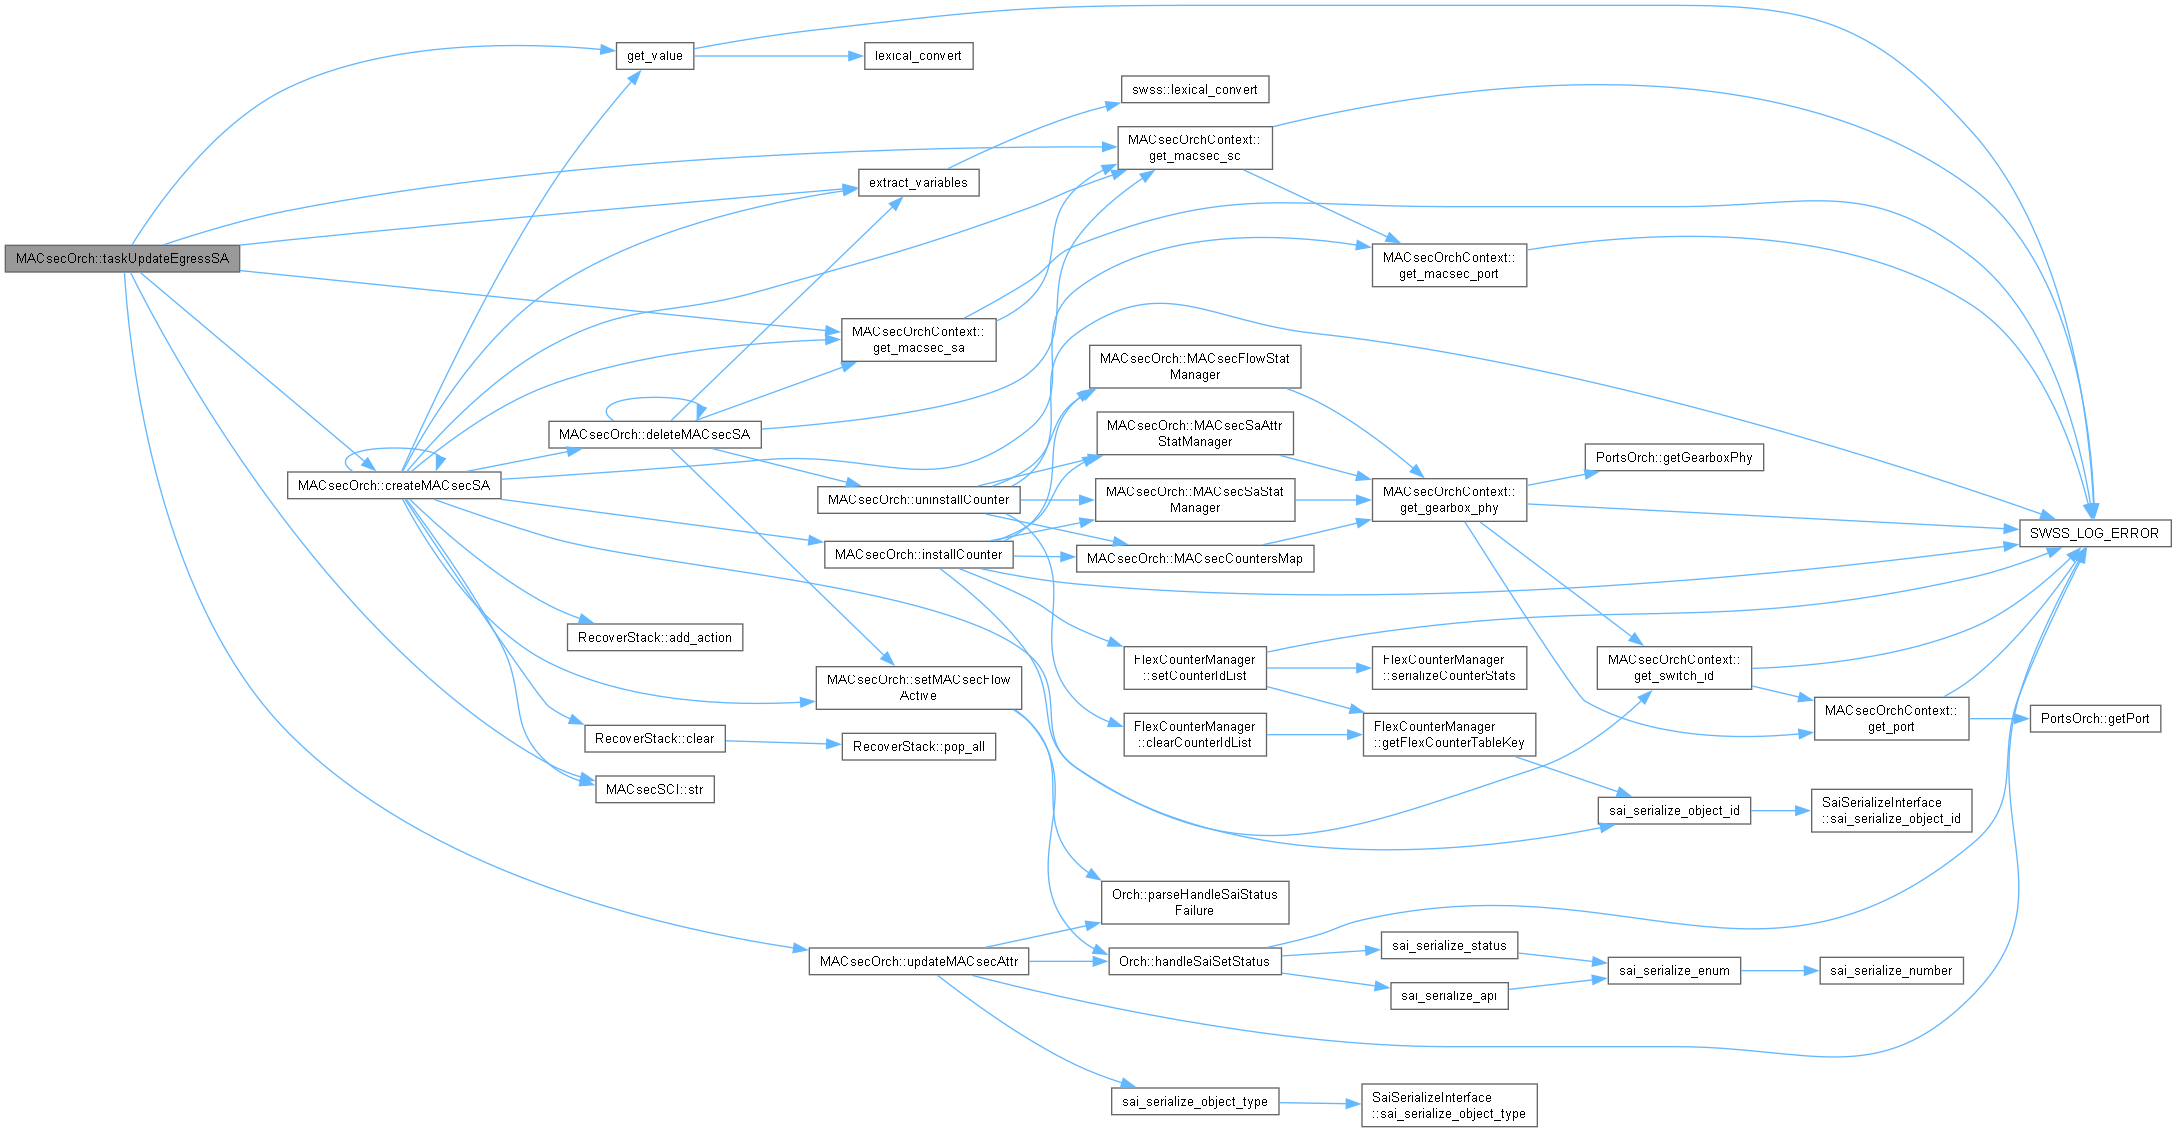 get_value
lexical_convert
swss::lexical_convert
MACsecOrchContext::
get_macsec_sc
extract_variables
MACsecOrch::taskUpdateEgressSA
MACsecOrchContext::
get_macsec_port
MACsecOrchContext::
get_macsec_sa
MACsecOrch::MACsecFlowStat
Manager
MACsecOrch::deleteMACsecSA
MACsecOrch::MACsecSaAttr
StatManager
PortsOrch::getGearboxPhy
MACsecOrch::createMACsecSA
MACsecOrch::uninstallCounter
MACsecOrch::MACsecSaStat
Manager
MACsecOrchContext::
get_gearbox_phy
SWSS_LOG_ERROR
MACsecOrch::installCounter
MACsecOrch::MACsecCountersMap
RecoverStack::add_action
FlexCounterManager
::setCounterIdList
FlexCounterManager
::serializeCounterStats
MACsecOrchContext::
get_switch_id
MACsecOrch::setMACsecFlow
Active
MACsecOrchContext::
get_port
PortsOrch::getPort
RecoverStack::clear
RecoverStack::pop_all
FlexCounterManager
::clearCounterIdList
FlexCounterManager
::getFlexCounterTableKey
MACsecSCI::str
sai_serialize_object_id
SaiSerializeInterface
::sai_serialize_object_id
Orch::parseHandleSaiStatus
Failure
MACsecOrch::updateMACsecAttr
Orch::handleSaiSetStatus
sai_serialize_status
sai_serialize_enum
sai_serialize_number
sai_serialize_api
sai_serialize_object_type
SaiSerializeInterface
::sai_serialize_object_type